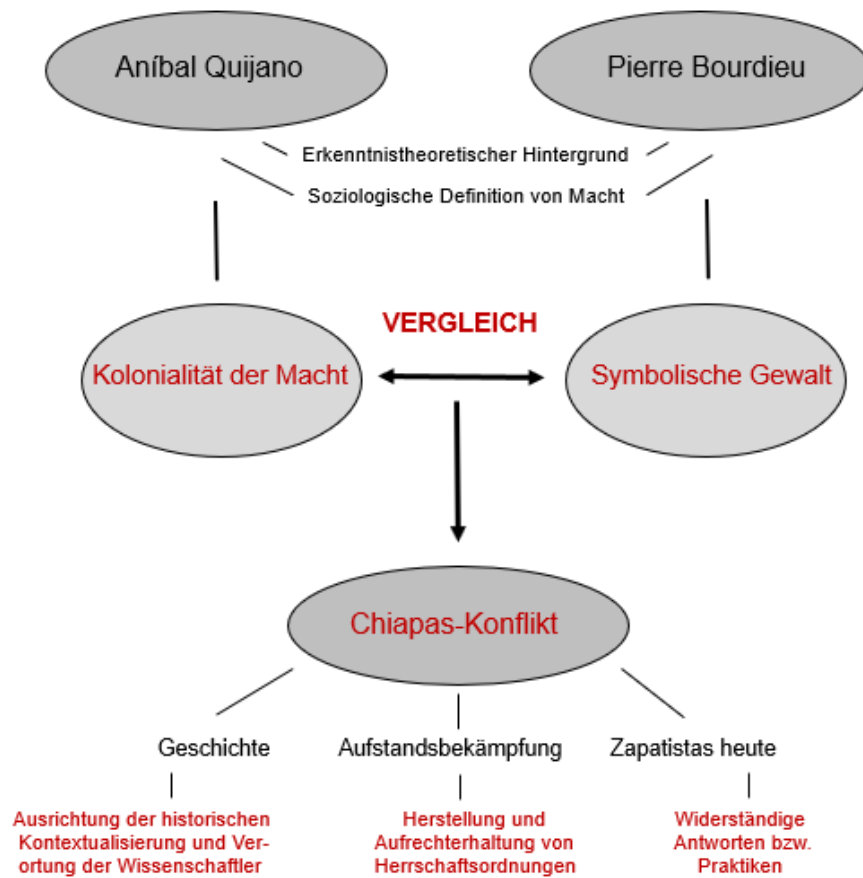 Aníbal Quijano
Pierre Bourdieu
Erkenntnistheoretischer Hintergrund
Soziologische Definition von Macht
VERGLEICH
Kolonialität der Macht
Symbolische Gewalt
Chiapas-Konflikt
Geschichte
Aufstandsbekämpfung
Zapatistas heute
Ausrichtung der historischen
Kontextualisierung und Ver-
ortung der Wissenschaftler
Herstellung und
Aufrechterhaltung von
Herrschaftsordnungen
Widerständige
Antworten bzw.
Praktiken